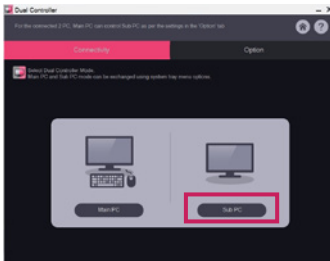 Dual Controller
For the connected 2 PC, Main PC can control Sub PC as per the settings in the 'Option' tab
Connectivity
Option
Select Dual Controller Mode.
Main PC and Sub PC mode can be exchanged using system tray menu options.
Main PC
Sub PC